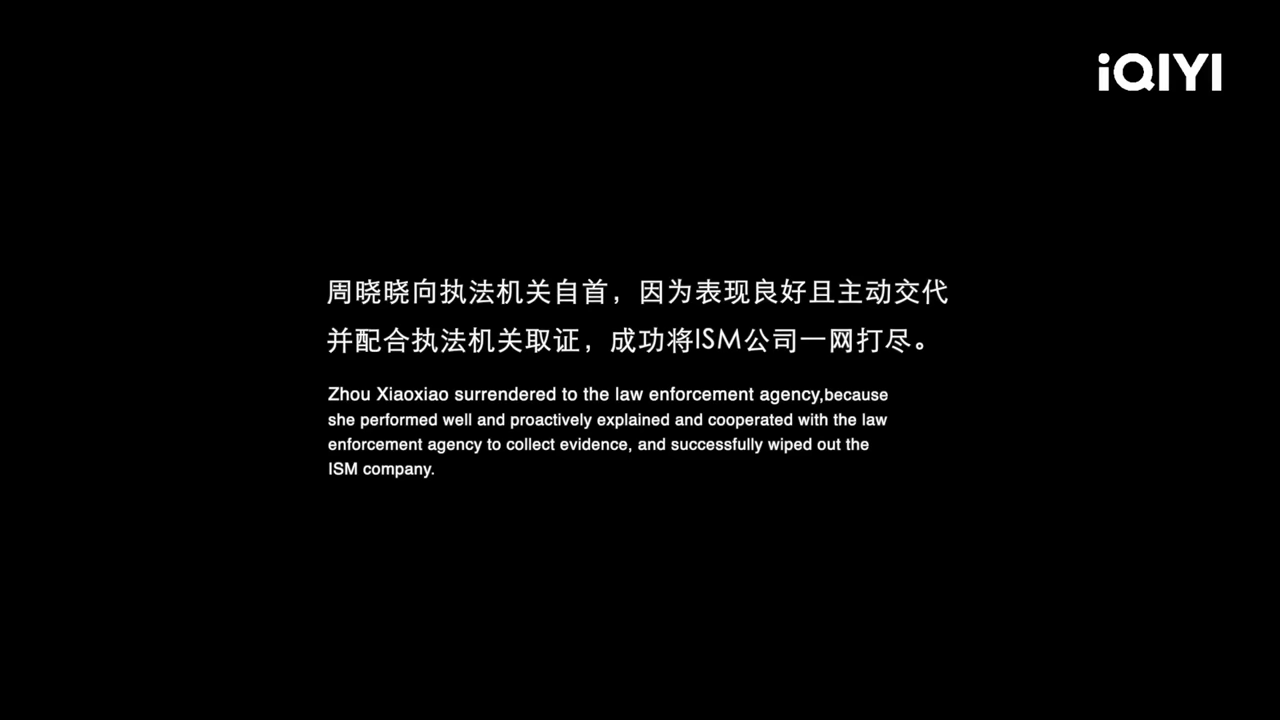 iQIYI
周晓晓向执法机关自首，因为表现良好且主动交代
并配合执法机关取证，成功将ISM公司一网打尽。
Zhou Xiaoxiao surrendered to the law enforcement agency,because
she performed well and proactively explained and cooperated with the law
enforcement agency to collect evidence, and successfully wiped out the
ISM company.